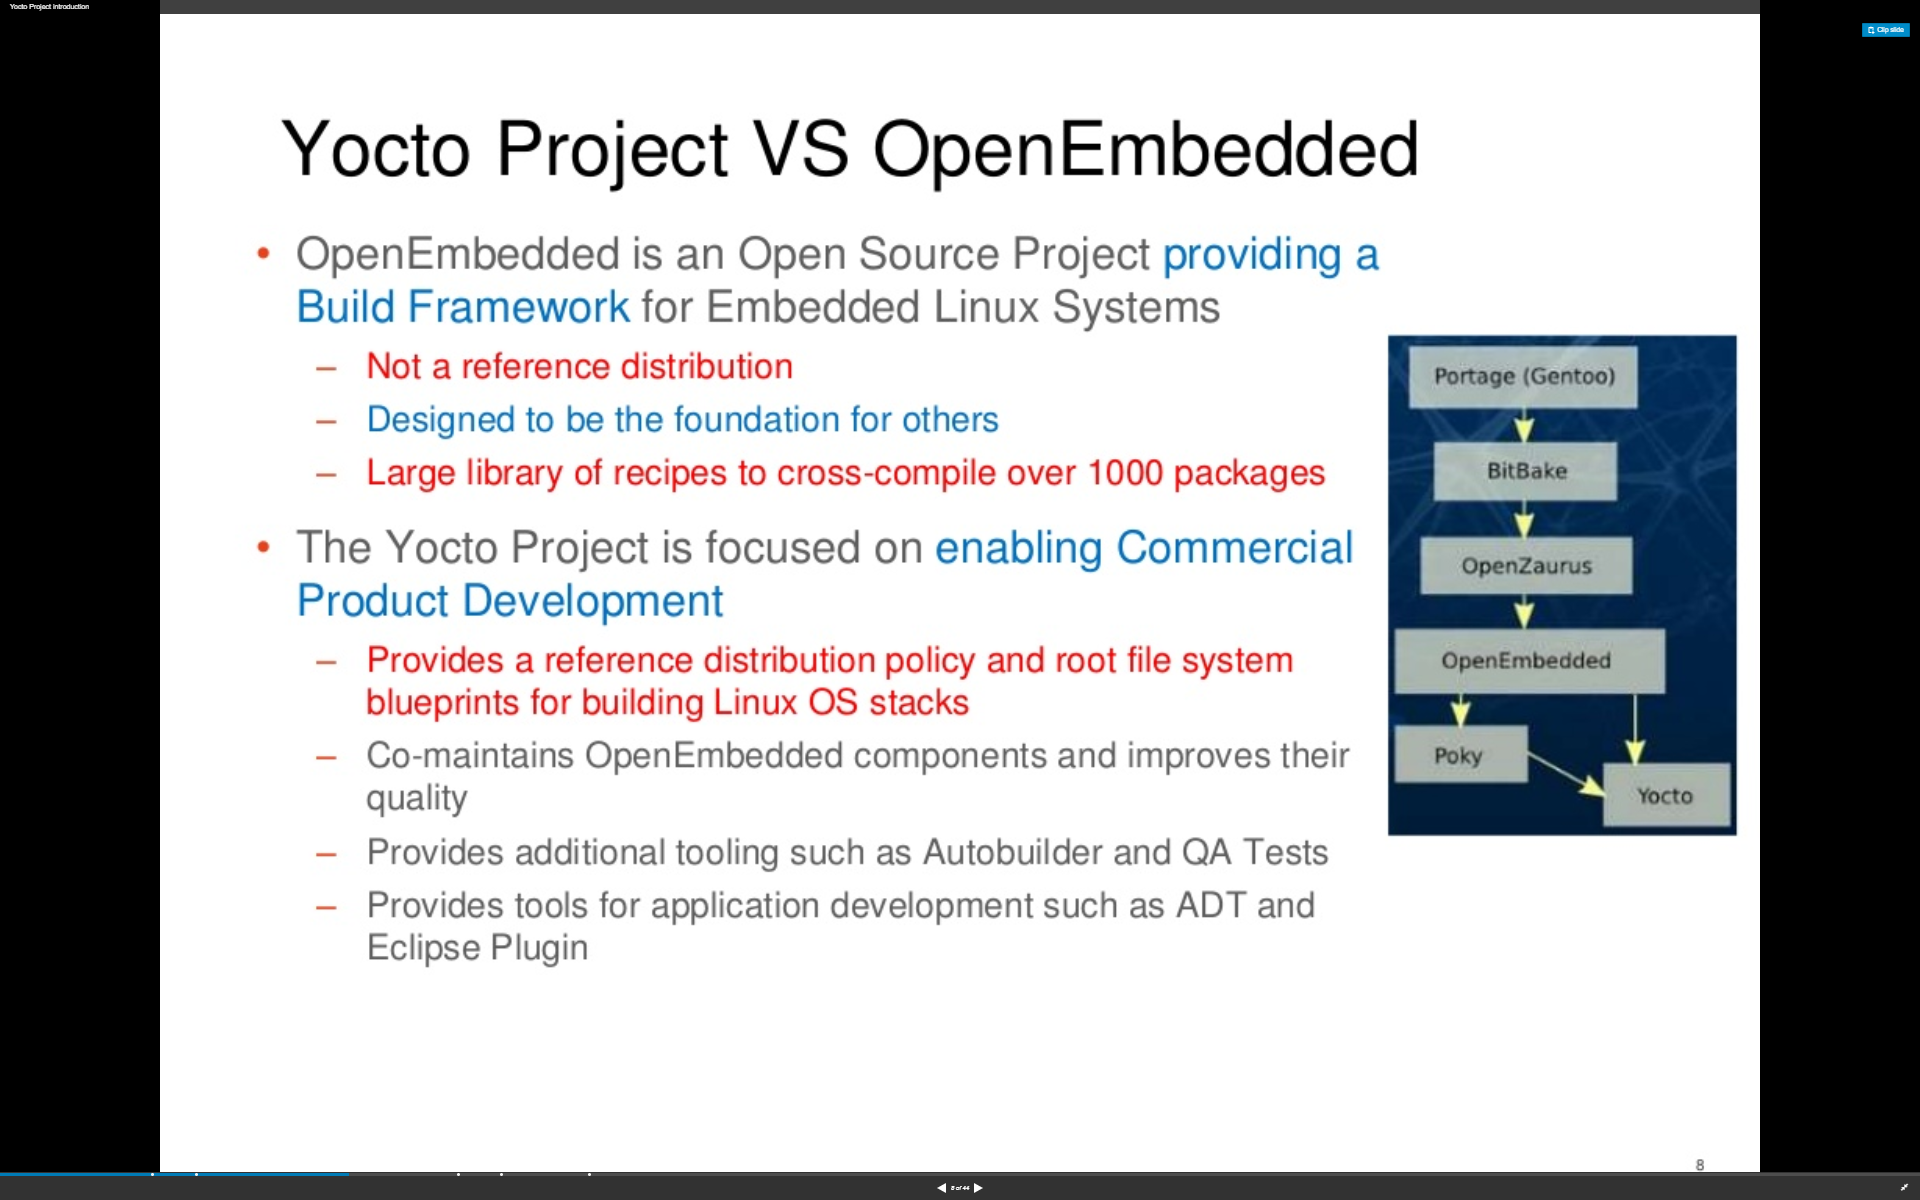 Yocto Project introduction
Clip slide
Yocto Project VS OpenEmbedded
• OpenEmbedded is an Open Source Project providing a
Build Framework for Embedded Linux Systems
– Not a reference distribution
– Designed to be the foundation for others
– Large library of recipes to cross-compile over 1000 packages
• The Yocto Project is focused on enabling Commercial
Product Development
– Provides a reference distribution policy and root file system
blueprints for building Linux OS stacks
– Co-maintains OpenEmbedded components and improves their
quality
– Provides additional tooling such as Autobuilder and QA Tests
– Provides tools for application development such as ADT and
Eclipse Plugin
Portage (Gentoo)
BitBake
OpenZaurus
OpenEmbedded
Poky
Yocto
8
8 of 44